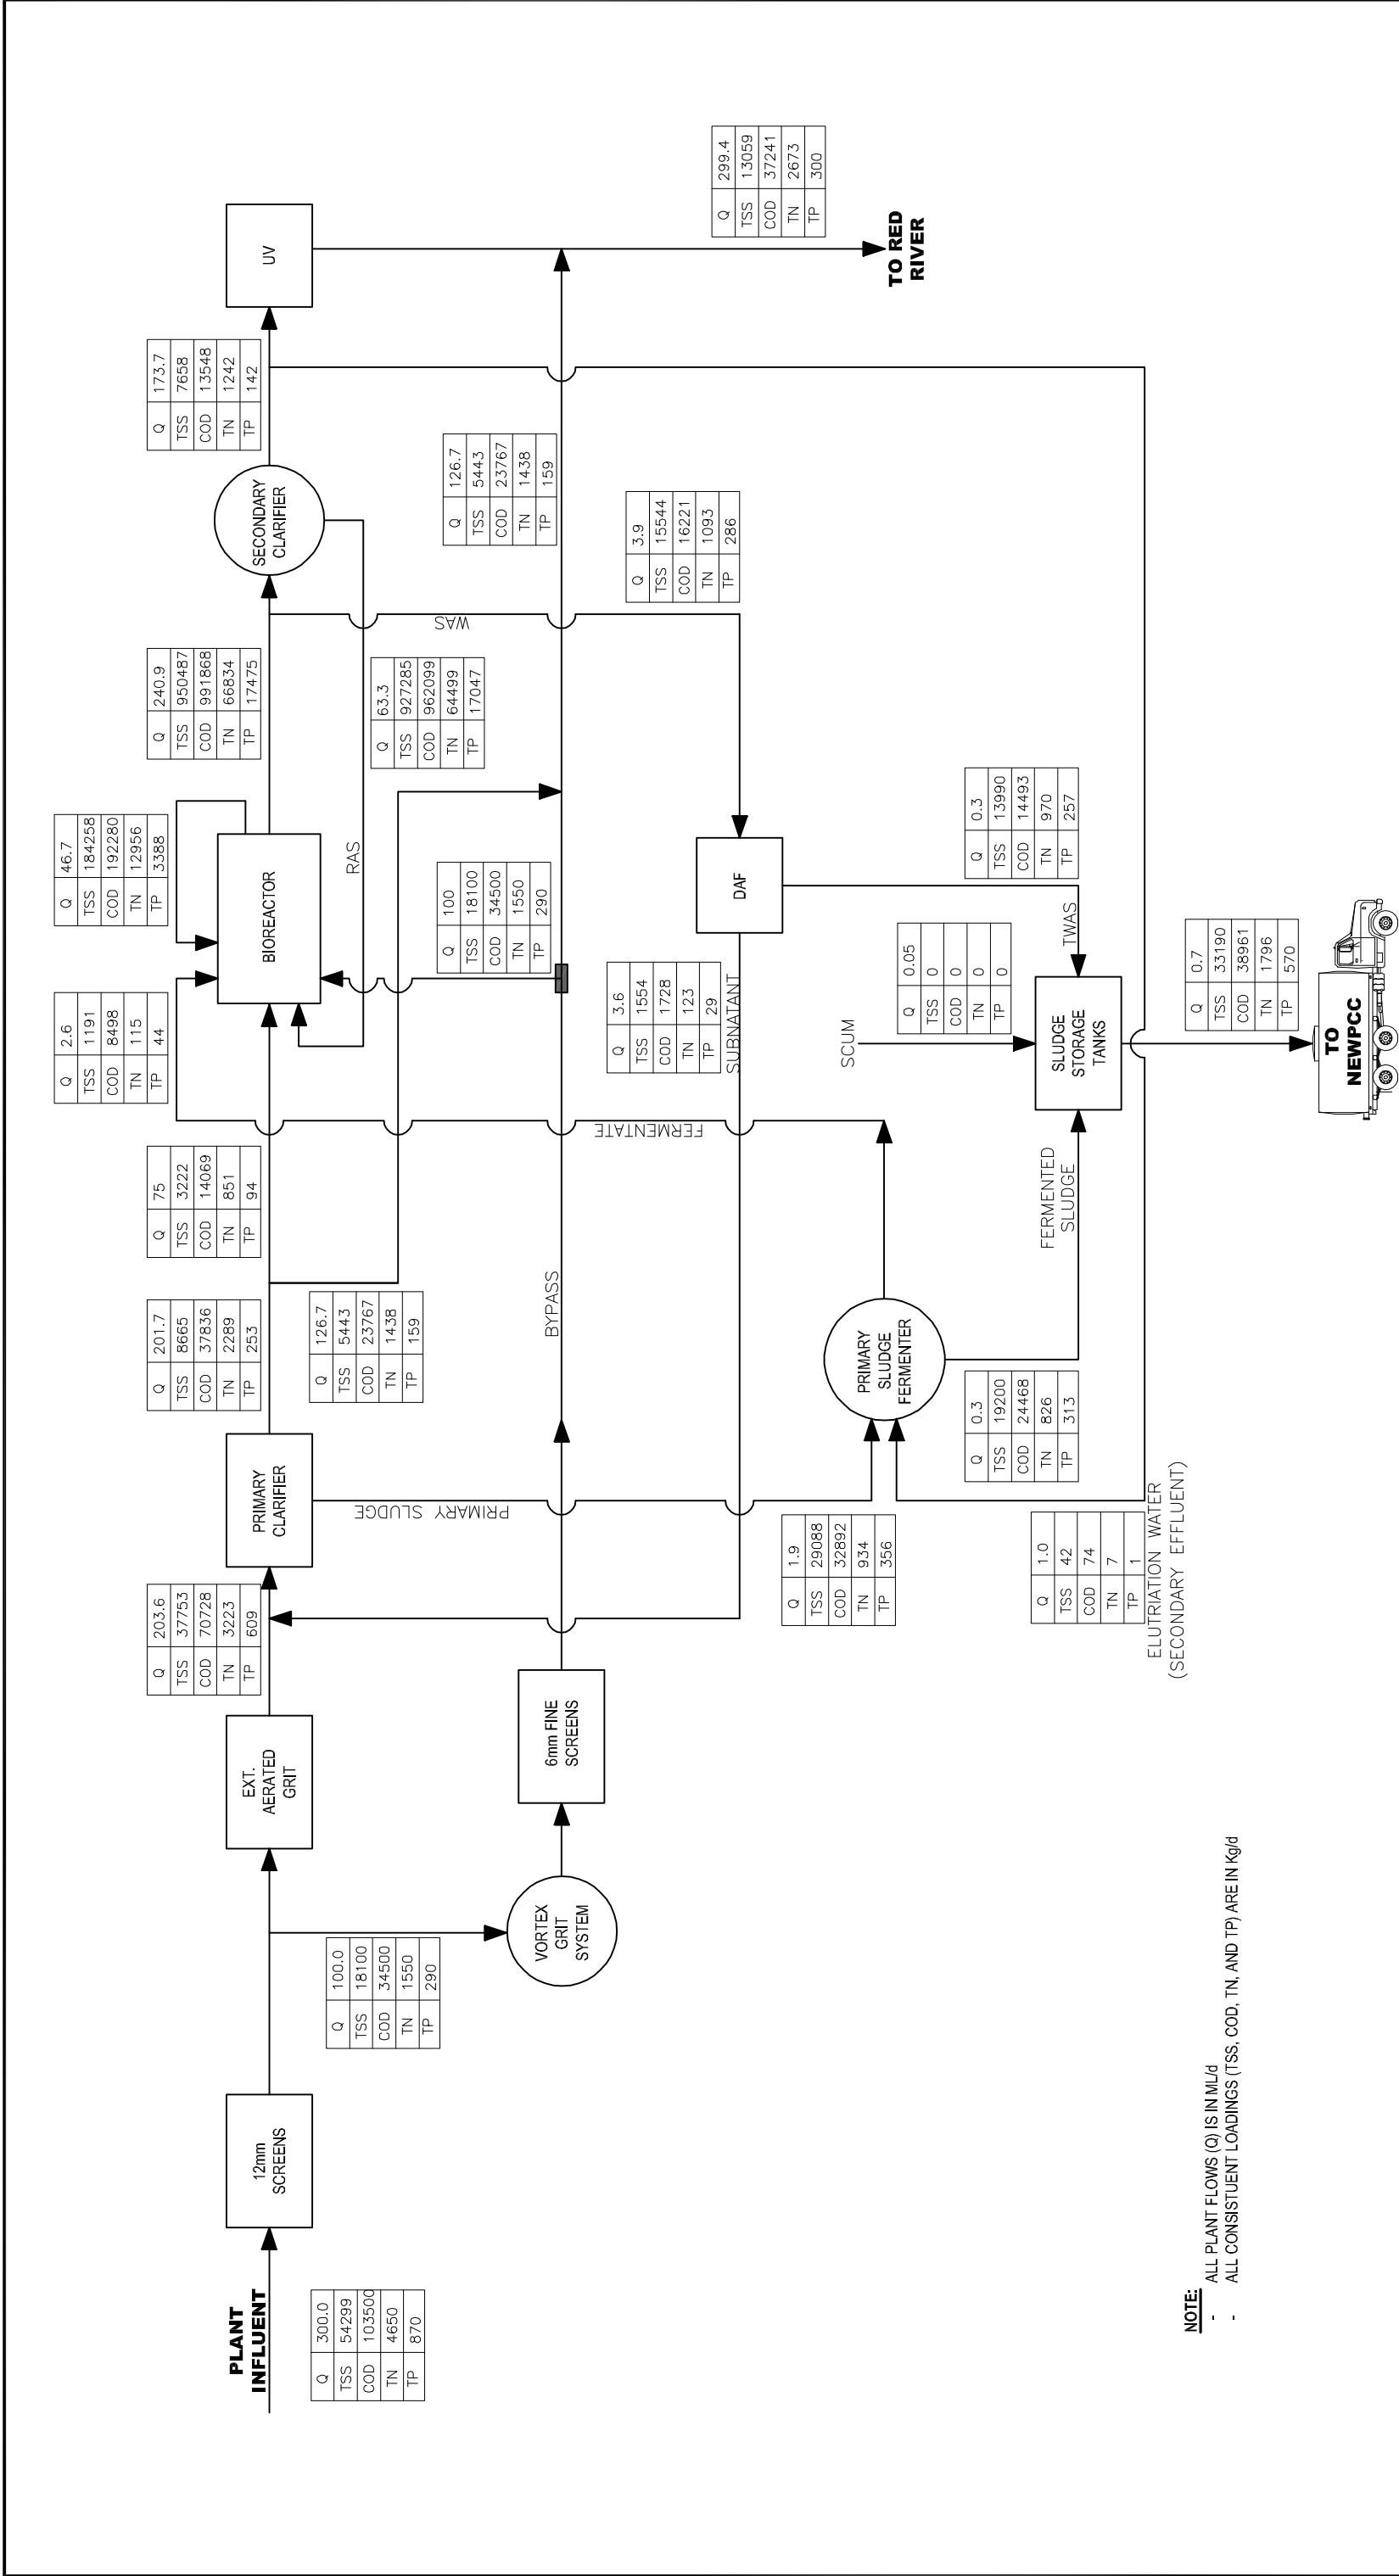 PLANT
INFLUENT
Q 300.0
TSS 54299
COD 103500
TN 4650
TP 870
12mm
SCREENS
Q 100.0
TSS 18100
COD 34500
TN 1550
TP 290
EXT.
AERATED
GRIT
VORTEX
GRIT
SYSTEM
6mm FINE
SCREENS
Q 203.6
TSS 37753
COD 70728
TN 3223
TP 609
PRIMARY
CLARIFIER
PRIMARY SLUDGE
Q 201.7
TSS 8665
COD 37836
TN 2289
TP 253
Q 126.7
TSS 5443
COD 23767
TN 1438
TP 159
BYPASS
Q 75
TSS 3222
COD 14069
TN 851
TP 94
Q 2.6
TSS 1191
COD 8498
TN 115
TP 44
FERMENTATE
BIOREACTOR
Q 46.7
TSS 184258
COD 192280
TN 12956
TP 3388
RAS
Q 100
TSS 18100
COD 34500
TN 1550
TP 290
Q 240.9
TSS 950487
COD 991868
TN 66834
TP 17475
Q 63.3
TSS 927285
COD 962099
TN 64499
TP 17047
WAS
SECONDARY
CLARIFIER
Q 173.7
TSS 7658
COD 13548
TN 1242
TP 142
Q 126.7
TSS 5443
COD 23767
TN 1438
TP 159
UV
Q 299.4
TSS 13059
COD 37241
TN 2673
TP 300
TO RED
RIVER
Q 3.9
TSS 15544
COD 16221
TN 1093
TP 286
DAF
Q 3.6
TSS 1554
COD 1728
TN 123
TP 29
SUBNATANT
Q 1.9
TSS 29088
COD 32892
TN 934
TP 356
PRIMARY
SLUDGE
FERMENTER
Q 0.3
TSS 19200
COD 24468
TN 826
TP 313
Q 1.0
TSS 42
COD 74
TN 7
TP 1
ELUTRIATION WATER
(SECONDARY EFFLUENT)
FERMENTED
SLUDGE
SCUM
Q 0.05
TSS 0
COD 0
TN 0
TP 0
Q 0.3
TSS 13990
COD 14493
TN 970
TP 257
TWAS
SLUDGE
STORAGE
TANKS
Q 0.7
TSS 33190
COD 38961
TN 1796
TP 570
TO
NEWPCC
NOTE:
- ALL PLANT FLOWS (Q) IS IN ML/d
- ALL CONSISTUENT LOADINGS (TSS, COD, TN, AND TP) ARE IN Kg/d